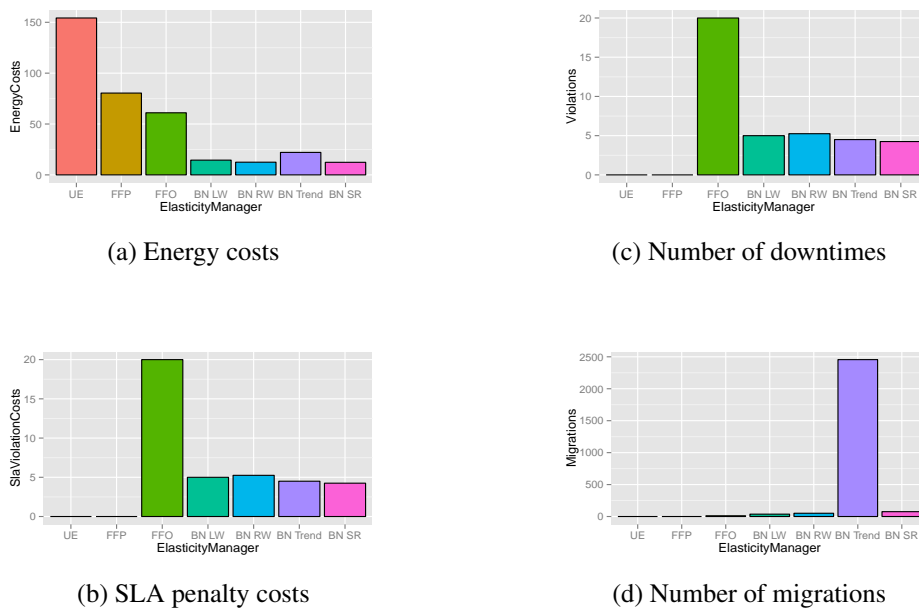 150
100
50
0
EnergyCosts
UE FFP FFO BN LW BN RW BN Trend BN SR
ElasticityManager
(a) Energy costs
20
15
10
5
0
Violations
UE FFP FFO BN LW BN RW BN Trend BN SR
ElasticityManager
(c) Number of downtimes
20
15
10
5
0
SlaViolationCosts
UE FFP FFO BN LW BN RW BN Trend BN SR
ElasticityManager
(b) SLA penalty costs
2500
2000
1500
1000
500
0
Migrations
UE FFP FFO BN LW BN RW BN Trend BN SR
ElasticityManager
(d) Number of migrations